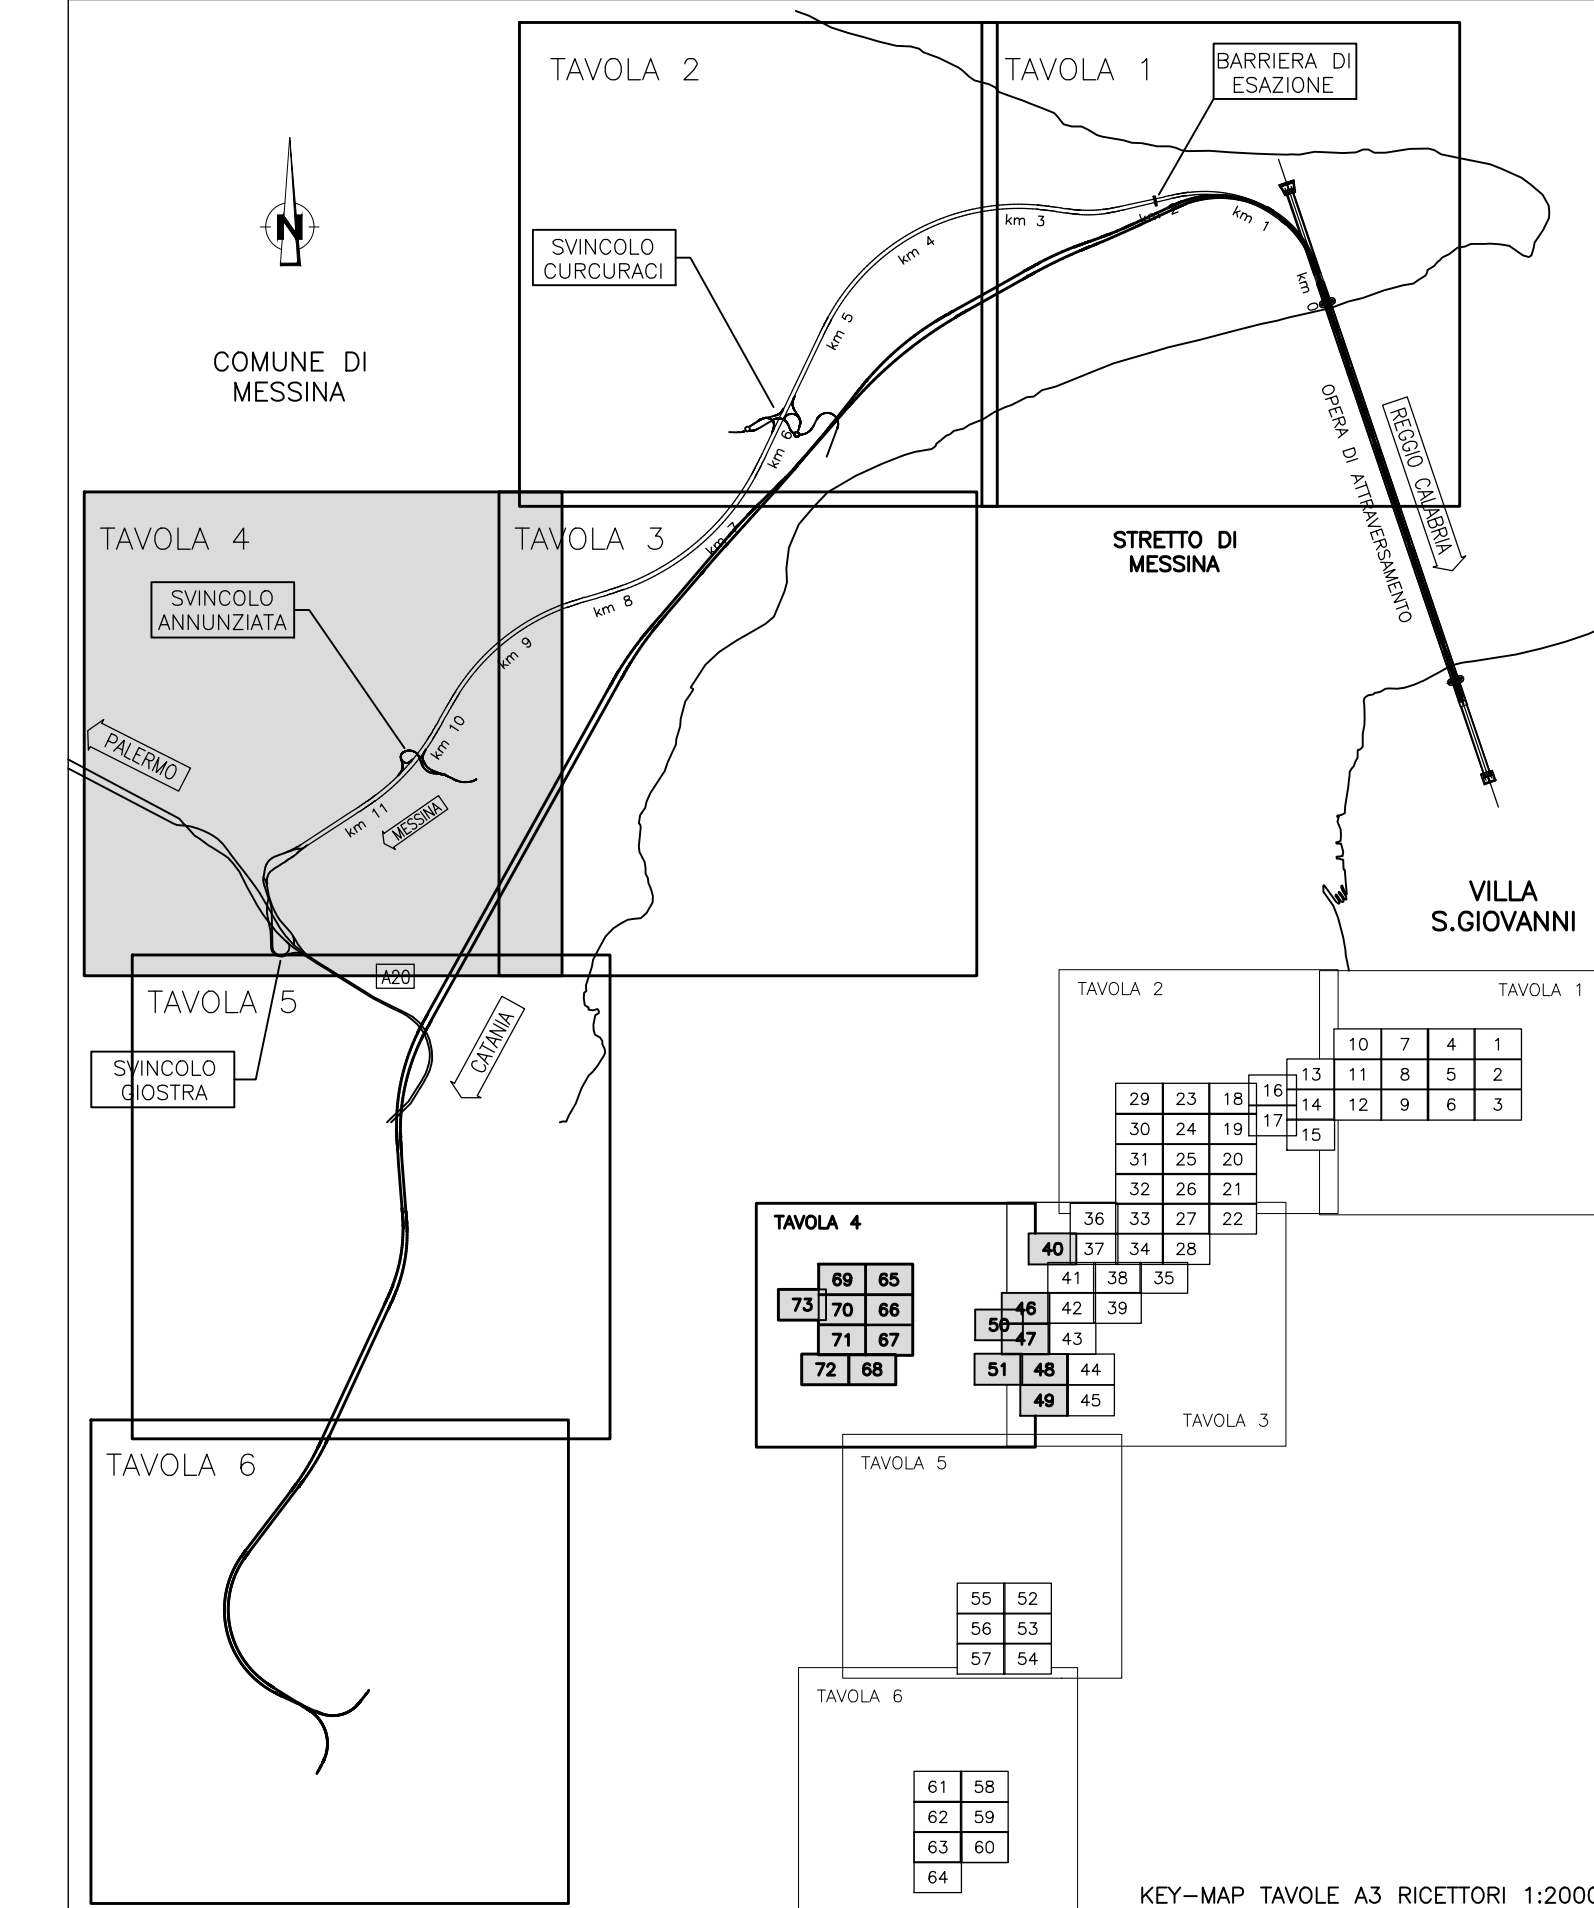 TAVOLA 2
TAVOLA 1
BARRIERA DI
ESAZIONE
N
SVINCOLO
CURCURACI
km 0
km 1
km 2
km 3
km 4
km 5
km 6
km 7
COMUNE DI
MESSINA
OPERA DI ATTRAVERSAMENTO
REGGIO CALABRIA
STRETTO DI
MESSINA
TAVOLA 4
TAVOLA 3
SVINCOLO
ANNUNZIATA
km 8
km 9
km 10
km 11
PALERMO
MESSINA
VILLA
S.GIOVANNI
A20
TAVOLA 5
SVINCOLO
GIOSTRA
CATANIA
TAVOLA 6
TAVOLA 2
TAVOLA 1
10 7 4 1
13 11 8 5 2
14 12 9 6 3
15
16
17
29 23 18
30 24 19
31 25 20
32 26 21
36 33 27 22
40 37 34 28
41 38 35
46 42 39
50
47 43
51 48 44
49 45
TAVOLA 3
TAVOLA 4
69 65
73 70 66
71 67
72 68
TAVOLA 5
55 52
56 53
57 54
TAVOLA 6
61 58
62 59
63 60
64
KEY-MAP TAVOLE A3 RICETTORI 1:2000